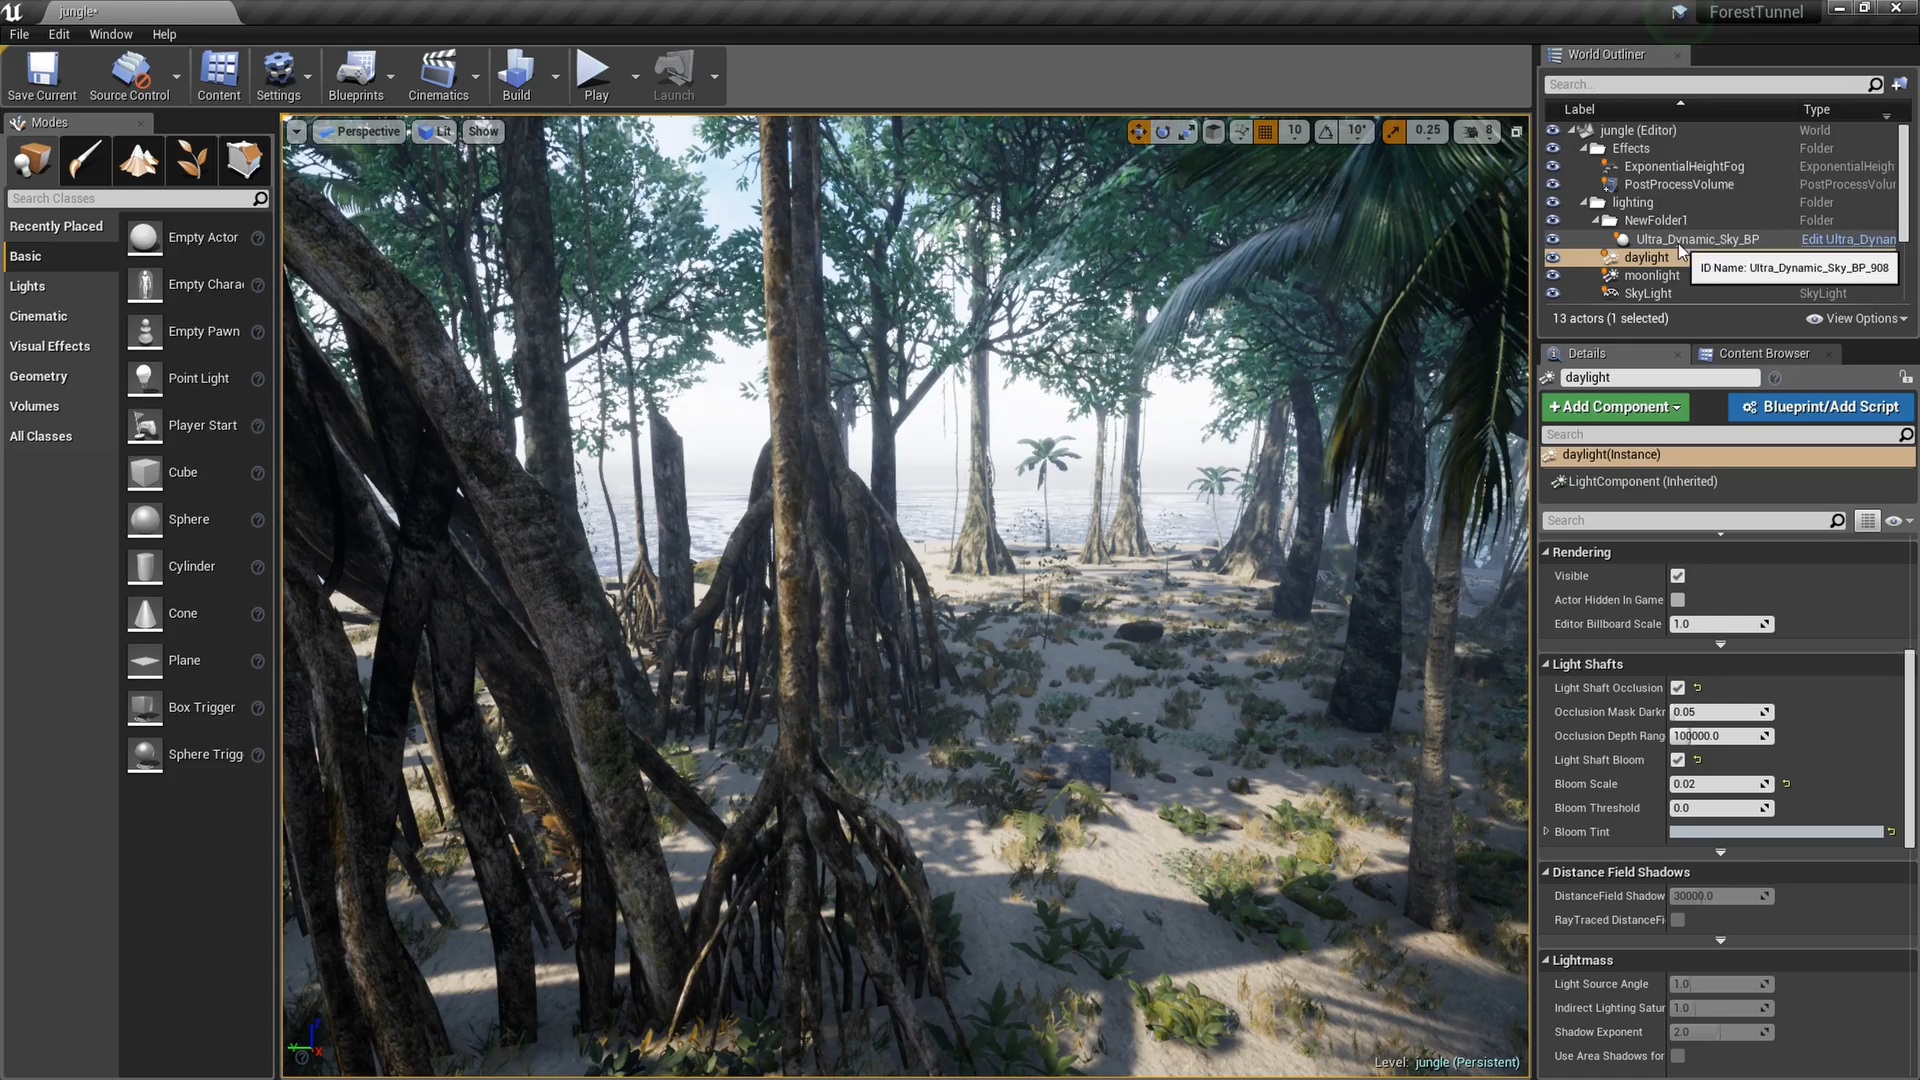 jungle*
ForestTunnel
File Edit Window Help
Save Current
Source Control
Content
Settings
Blueprints
Cinematics
Build
Play
Launch
Modes
Search Classes
Recently Placed
Basic
Lights
Cinematic
Visual Effects
Geometry
Volumes
All Classes
Empty Actor
Empty Chara
Empty Pawn
Point Light
Player Start
Cube
Sphere
Cylinder
Cone
Plane
Box Trigger
Sphere Trigg
Perspective Lit Show
10 10° 0.25 8
Level: jungle (Persistent)
World Outliner
Search...
Label Type
jungle (Editor) World
Effects Folder
ExponentialHeightFog ExponentialHeigh
PostProcessVolume PostProcessVolur
lighting Folder
NewFolder1 Folder
Ultra_Dynamic_Sky_BP Edit Ultra_Dynan
daylight
ID Name: Ultra_Dynamic_Sky_BP_908
moonlight
SkyLight SkyLight
13 actors (1 selected) View Options
Details Content Browser
daylight
+Add Component Blueprint/Add Script
Search
daylight(Instance)
LightComponent (Inherited)
Search
Rendering
Visible
Actor Hidden In Game
Editor Billboard Scale 1.0
Light Shafts
Light Shaft Occlusion
Occlusion Mask Darkr 0.05
Occlusion Depth Rang 100000.0
Light Shaft Bloom
Bloom Scale 0.02
Bloom Threshold 0.0
Bloom Tint
Distance Field Shadows
DistanceField Shadow 30000.0
RayTraced DistanceFi
Lightmass
Light Source Angle 1.0
Indirect Lighting Satur 1.0
Shadow Exponent 2.0
Use Area Shadows for